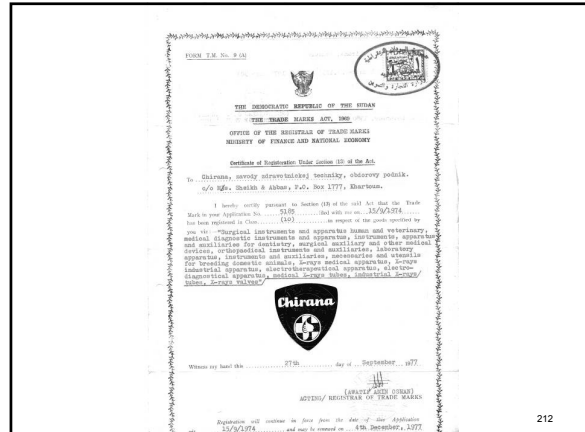 FORM T.M. No. 9 (A)
THE DEMOCRATIC REPUBLIC OF THE SUDAN
THE TRADE MARKS ACT, 1969
OFFICE OF THE REGISTRAR OF TRADE MARKS
MINISTRY OF FINANCE AND NATIONAL ECONOMY
Certificate of Registration Under Section (13) of the Act.
To Chirana, zavody zdravotnickej techniky, odborovy podnik.
c/o M/s. Shaikh & Abbas, P.O. Box 1777, Khartoum.
I hereby certify pursuant to Section (13) of the said Act that the Trade
Mark in your Application No. 5185 filed with me on 13/9/1974
has been registered in Class (10) in respect of the goods specified by
you viz "Surgical instruments and apparatus human and veterinary,
medical diagnostic instruments and apparatus, instruments, apparatus
and auxiliaries for dentistry, surgical auxiliary and other medical
devices, orthopaedical instruments and auxiliaries, laboratory
apparatus, instruments and auxiliaries, necessaries and utensils
for breeding domestic animals, X-rays medical apparatus, X-rays
industrial apparatus, electrotherapeutical apparatus, electro-
diagnostical apparatus, medical X-rays tubes, industrial X-rays/
tubes, X-rays valves"/
Chirana
Witness my hand this 27th day of September 1977
ACTING/ REGISTRAR OF TRADE MARKS
Registration will continue in force from the date of the Application
13/9/1974 and may be renewed on 4th December, 1977
212